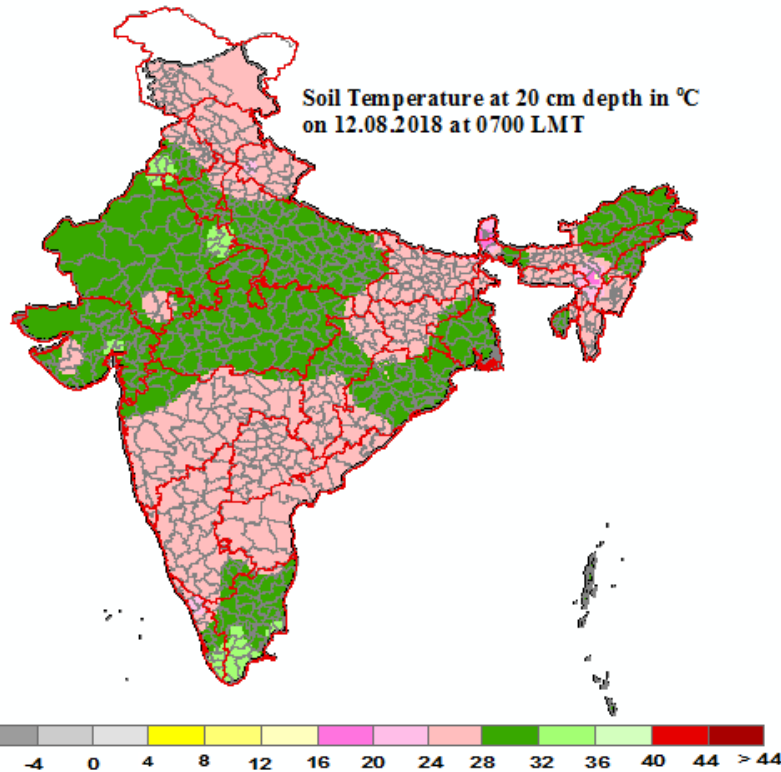 Soil Temperature at 20 cm depth in ⁰C
on 12.08.2018 at 0700 LMT
-4 0 4 8 12 16 20 24 28 32 36 40 44 > 44